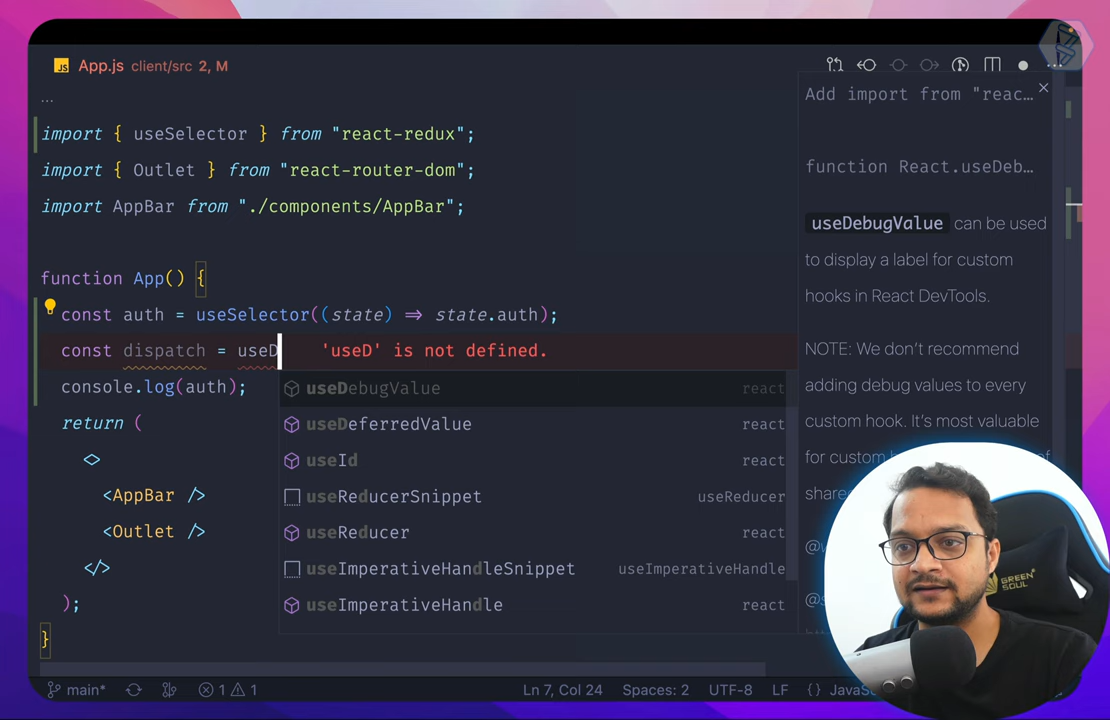 App.js client/src 2, M
...
import { useSelector } from "react-redux";
import { Outlet } from "react-router-dom";
import AppBar from "./components/AppBar";
function App() {
const auth = useSelector((state) => state.auth);
const dispatch = useD 'useD' is not defined.
console.log(auth);
return (
<>
<AppBar />
<Outlet />
</>
);
}
useDebugValue react
useDeferredValue react
useId react
useReducerSnippet useReducer
useReducer react
useImperativeHandleSnippet useImperativeHandle
useImperativeHandle react
Add import from "reac…
function React.useDeb…
useDebugValue can be used
to display a label for custom
hooks in React DevTools.
NOTE: We don't recommend
adding debug values to every
custom hook. It's most valuable
for custom
of
share
GREEN
SOUL
main* 1 1 Ln 7, Col 24 Spaces: 2 UTF-8 LF {} JavaS